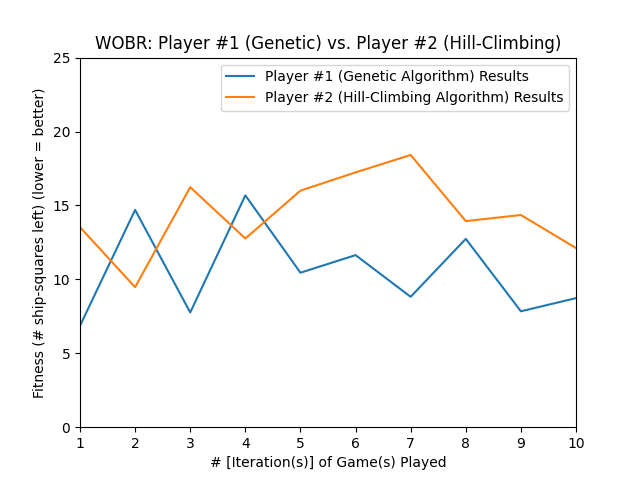 WOBR: Player #1 (Genetic) vs. Player #2 (Hill-Climbing)
Player #1 (Genetic Algorithm) Results
Player #2 (Hill-Climbing Algorithm) Results
Fitness (# ship-squares left) (lower = better)
25
20
15
10
5
0
1 2 3 4 5 6 7 8 9 10
# [Iteration(s)] of Game(s) Played